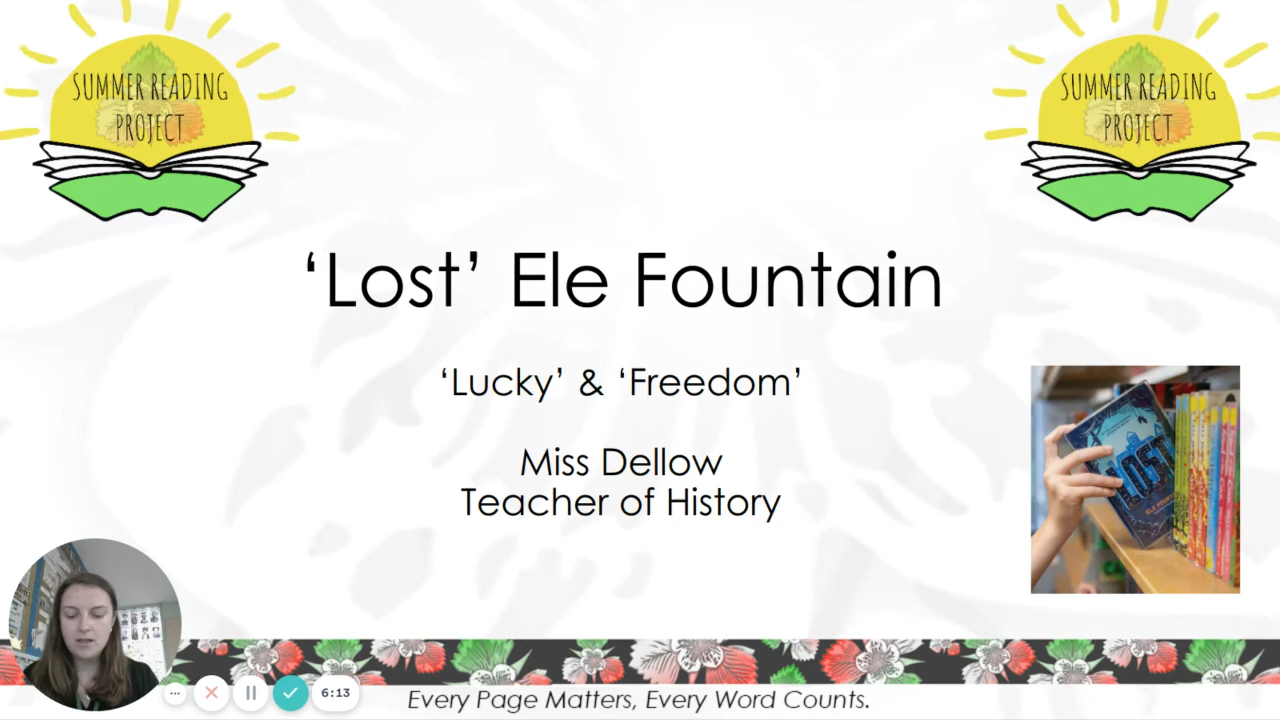 SUMMER READING
PROJECT
SUMMER READING
PROJECT
‘Lost’ Ele Fountain
‘Lucky’ & ‘Freedom’
Miss Dellow
Teacher of History
LOST
6:13
Every Page Matters, Every Word Counts.